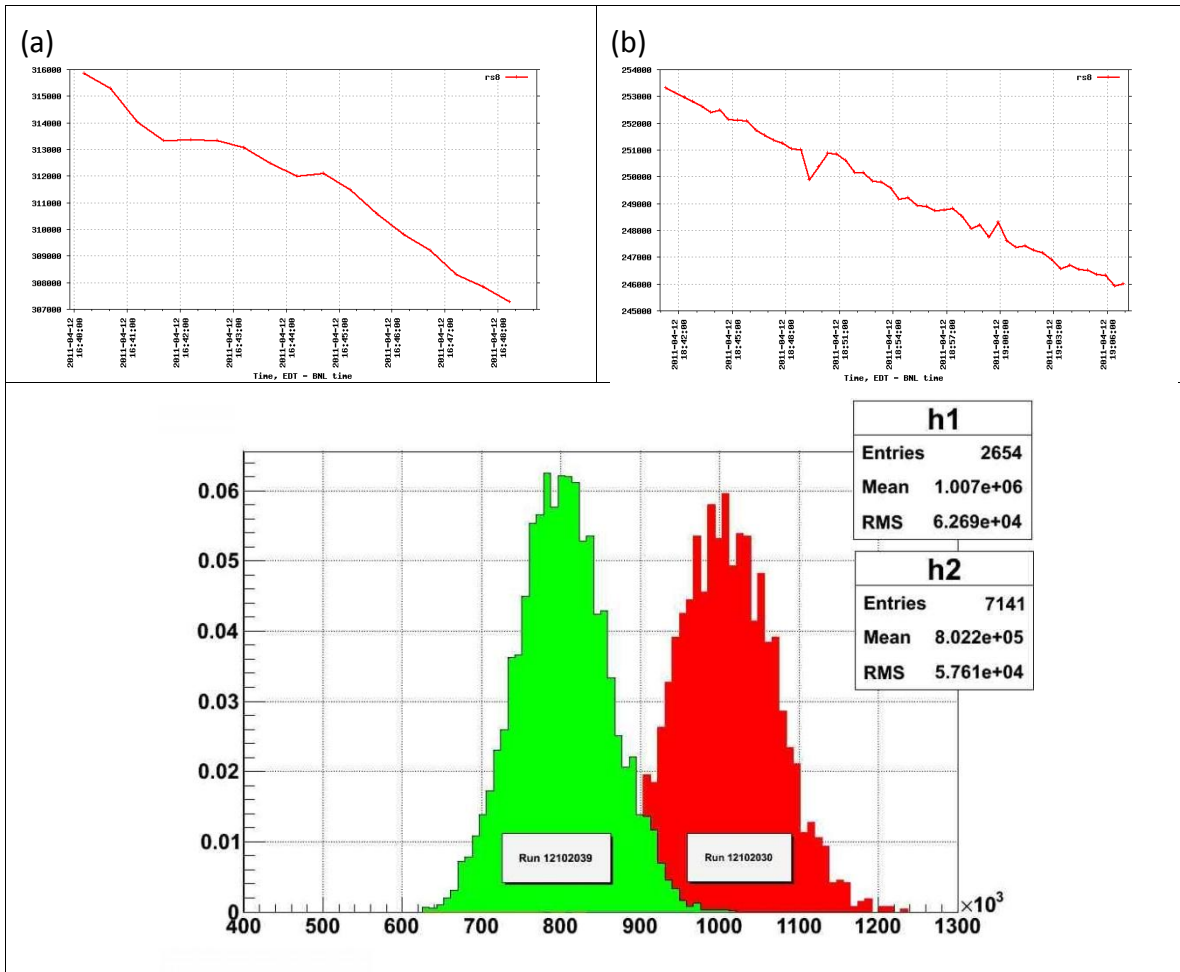 (a)
rs0
316000
315000
314000
313000
312000
311000
310000
309000
308000
307000
2011-04-12 16:40:00
2011-04-12 16:41:00
2011-04-12 16:42:00
2011-04-12 16:43:00
2011-04-12 16:44:00
2011-04-12 16:45:00
2011-04-12 16:46:00
2011-04-12 16:47:00
2011-04-12 16:48:00
Time, EDT - BNL time
(b)
rs0
254000
253000
252000
251000
250000
249000
248000
247000
246000
245000
2011-04-12 18:42:00
2011-04-12 18:45:00
2011-04-12 18:48:00
2011-04-12 18:51:00
2011-04-12 18:54:00
2011-04-12 18:57:00
2011-04-12 19:00:00
2011-04-12 19:03:00
2011-04-12 19:06:00
Time, EDT - BNL time
h1
Entries 2654
Mean 1.007e+06
RMS 6.269e+04
h2
Entries 7141
Mean 8.022e+05
RMS 5.761e+04
0.06
0.05
0.04
0.03
0.02
0.01
0
Run 12102039
Run 12102030
×10³
400 500 600 700 800 900 1000 1100 1200 1300